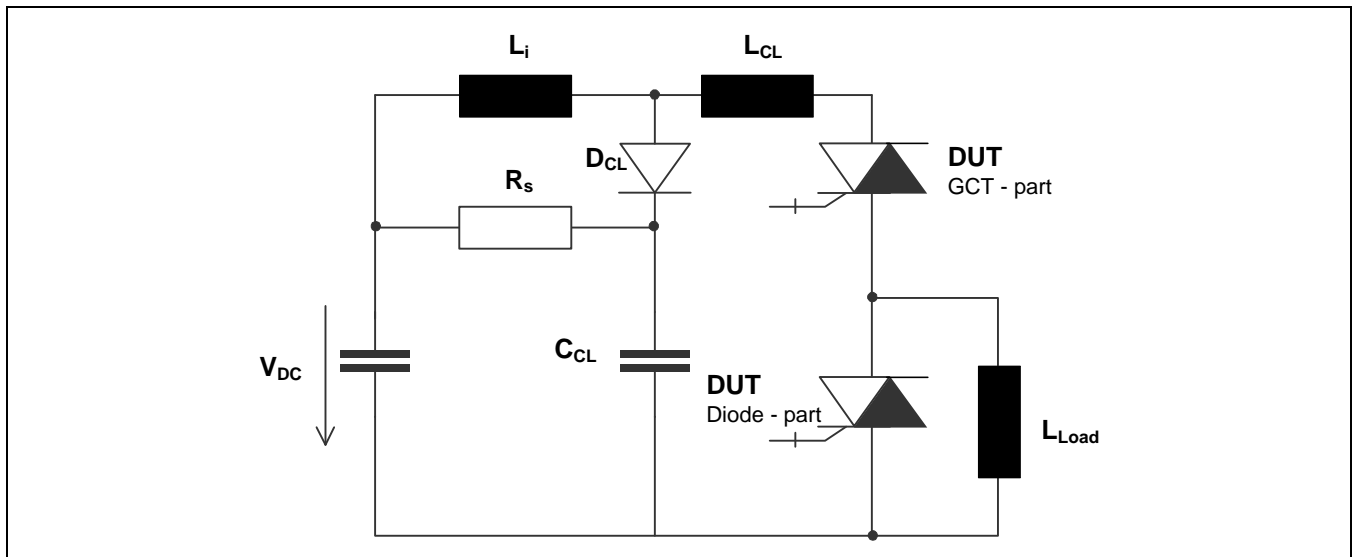 Li
LCL
DCL
DUT
GCT - part
Rs
VDC
CCL
DUT
Diode - part
LLoad